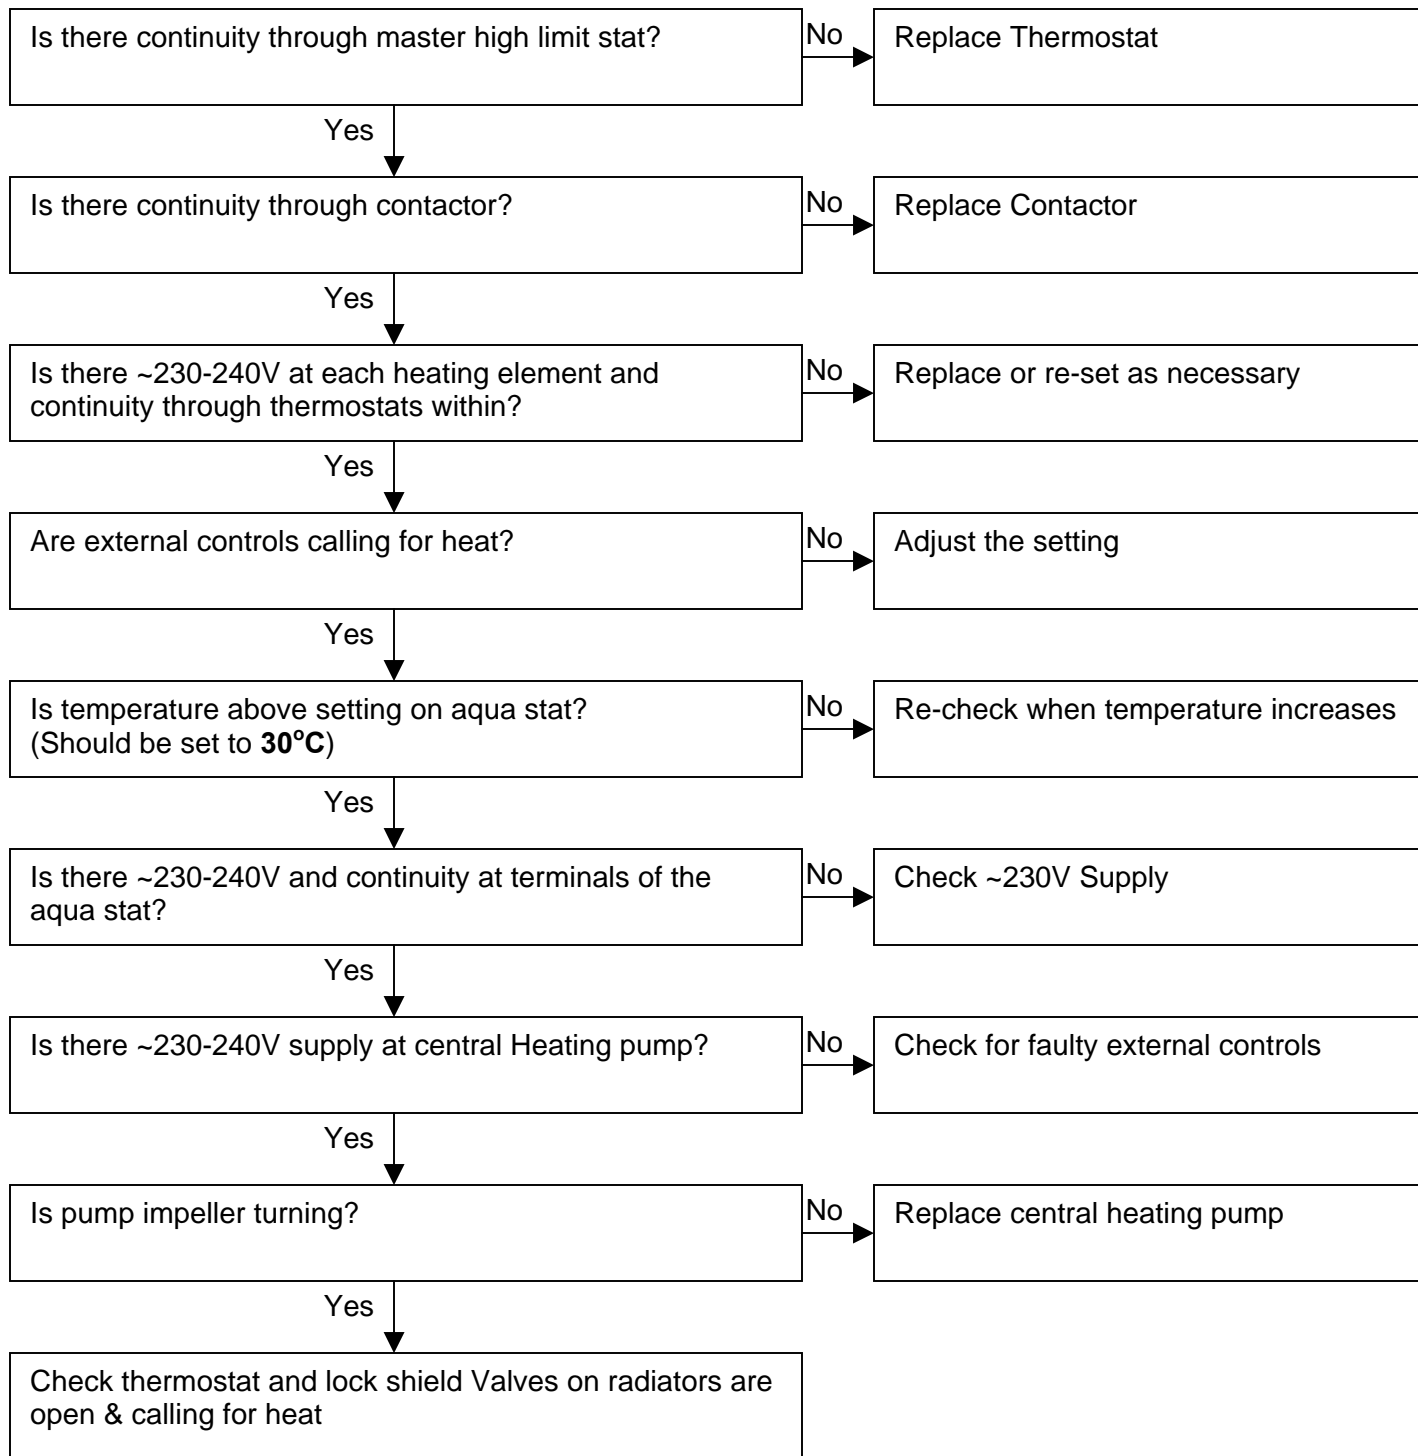 Is there continuity through master high limit stat?
No
Replace Thermostat
Yes
Is there continuity through contactor?
No
Replace Contactor
Yes
Is there ~230-240V at each heating element and
continuity through thermostats within?
No
Replace or re-set as necessary
Yes
Are external controls calling for heat?
No
Adjust the setting
Yes
Is temperature above setting on aqua stat?
(Should be set to 30°C)
No
Re-check when temperature increases
Yes
Is there ~230-240V and continuity at terminals of the
aqua stat?
No
Check ~230V Supply
Yes
Is there ~230-240V supply at central Heating pump?
No
Check for faulty external controls
Yes
Is pump impeller turning?
No
Replace central heating pump
Yes
Check thermostat and lock shield Valves on radiators are
open & calling for heat